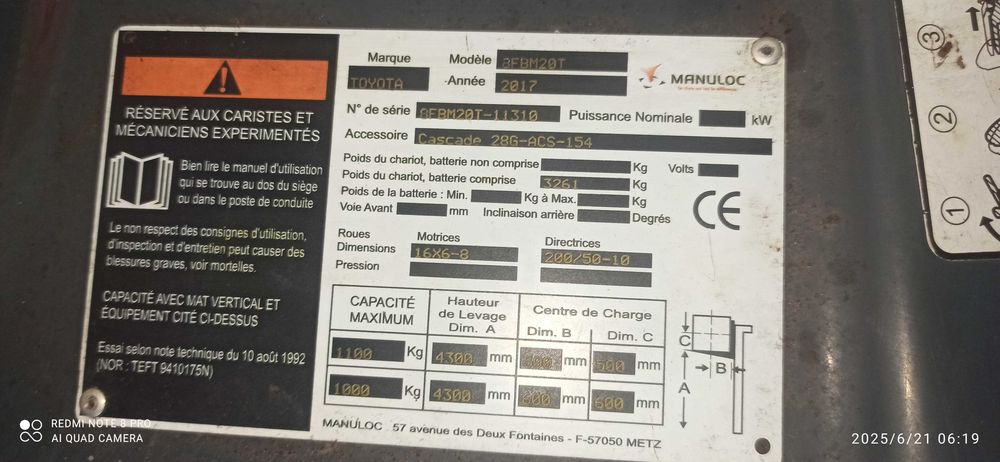 RÉSERVÉ AUX CARISTES ET
MÉCANICIENS EXPERIMENTÉS
Bien lire le manuel d'utilisation
qui se trouve au dos du siège
ou dans le poste de conduite
Le non respect des consignes d'utilisation,
d'inspection et d'entretien peut causer des
blessures graves, voir mortelles.
CAPACITÉ AVEC MAT VERTICAL ET
ÉQUIPEMENT CITÉ CI-DESSUS
Essai selon note technique du 10 août 1992
(NOR : TEFT 9410175N)
Marque Modèle 8FBM20T
TOYOTA Année 2017
MANULOC
N° de série 8FBM20T-11310 Puissance Nominale kW
Accessoire Cascade 28G-ACS-154
Poids du chariot, batterie non comprise Kg Volts
Poids du chariot, batterie comprise 3261 Kg
Poids de la batterie : Min. Kg à Max. Kg
Voie Avant mm Inclinaison arrière Degrés
CE
Roues Motrices Directrices
Dimensions 16X6-8 200/50-10
Pression
CAPACITÉ MAXIMUM Hauteur de Levage Dim. A Centre de Charge Dim. B Dim. C
1100 Kg 4300 mm 500 mm 500 mm
1000 Kg 4300 mm 600 mm 600 mm
C
B
A
MANULOC 57 avenue des Deux Fontaines - F-57050 METZ
3
2
1
REDMI NOTE 8 PRO
AI QUAD CAMERA
2025/6/21 06:19